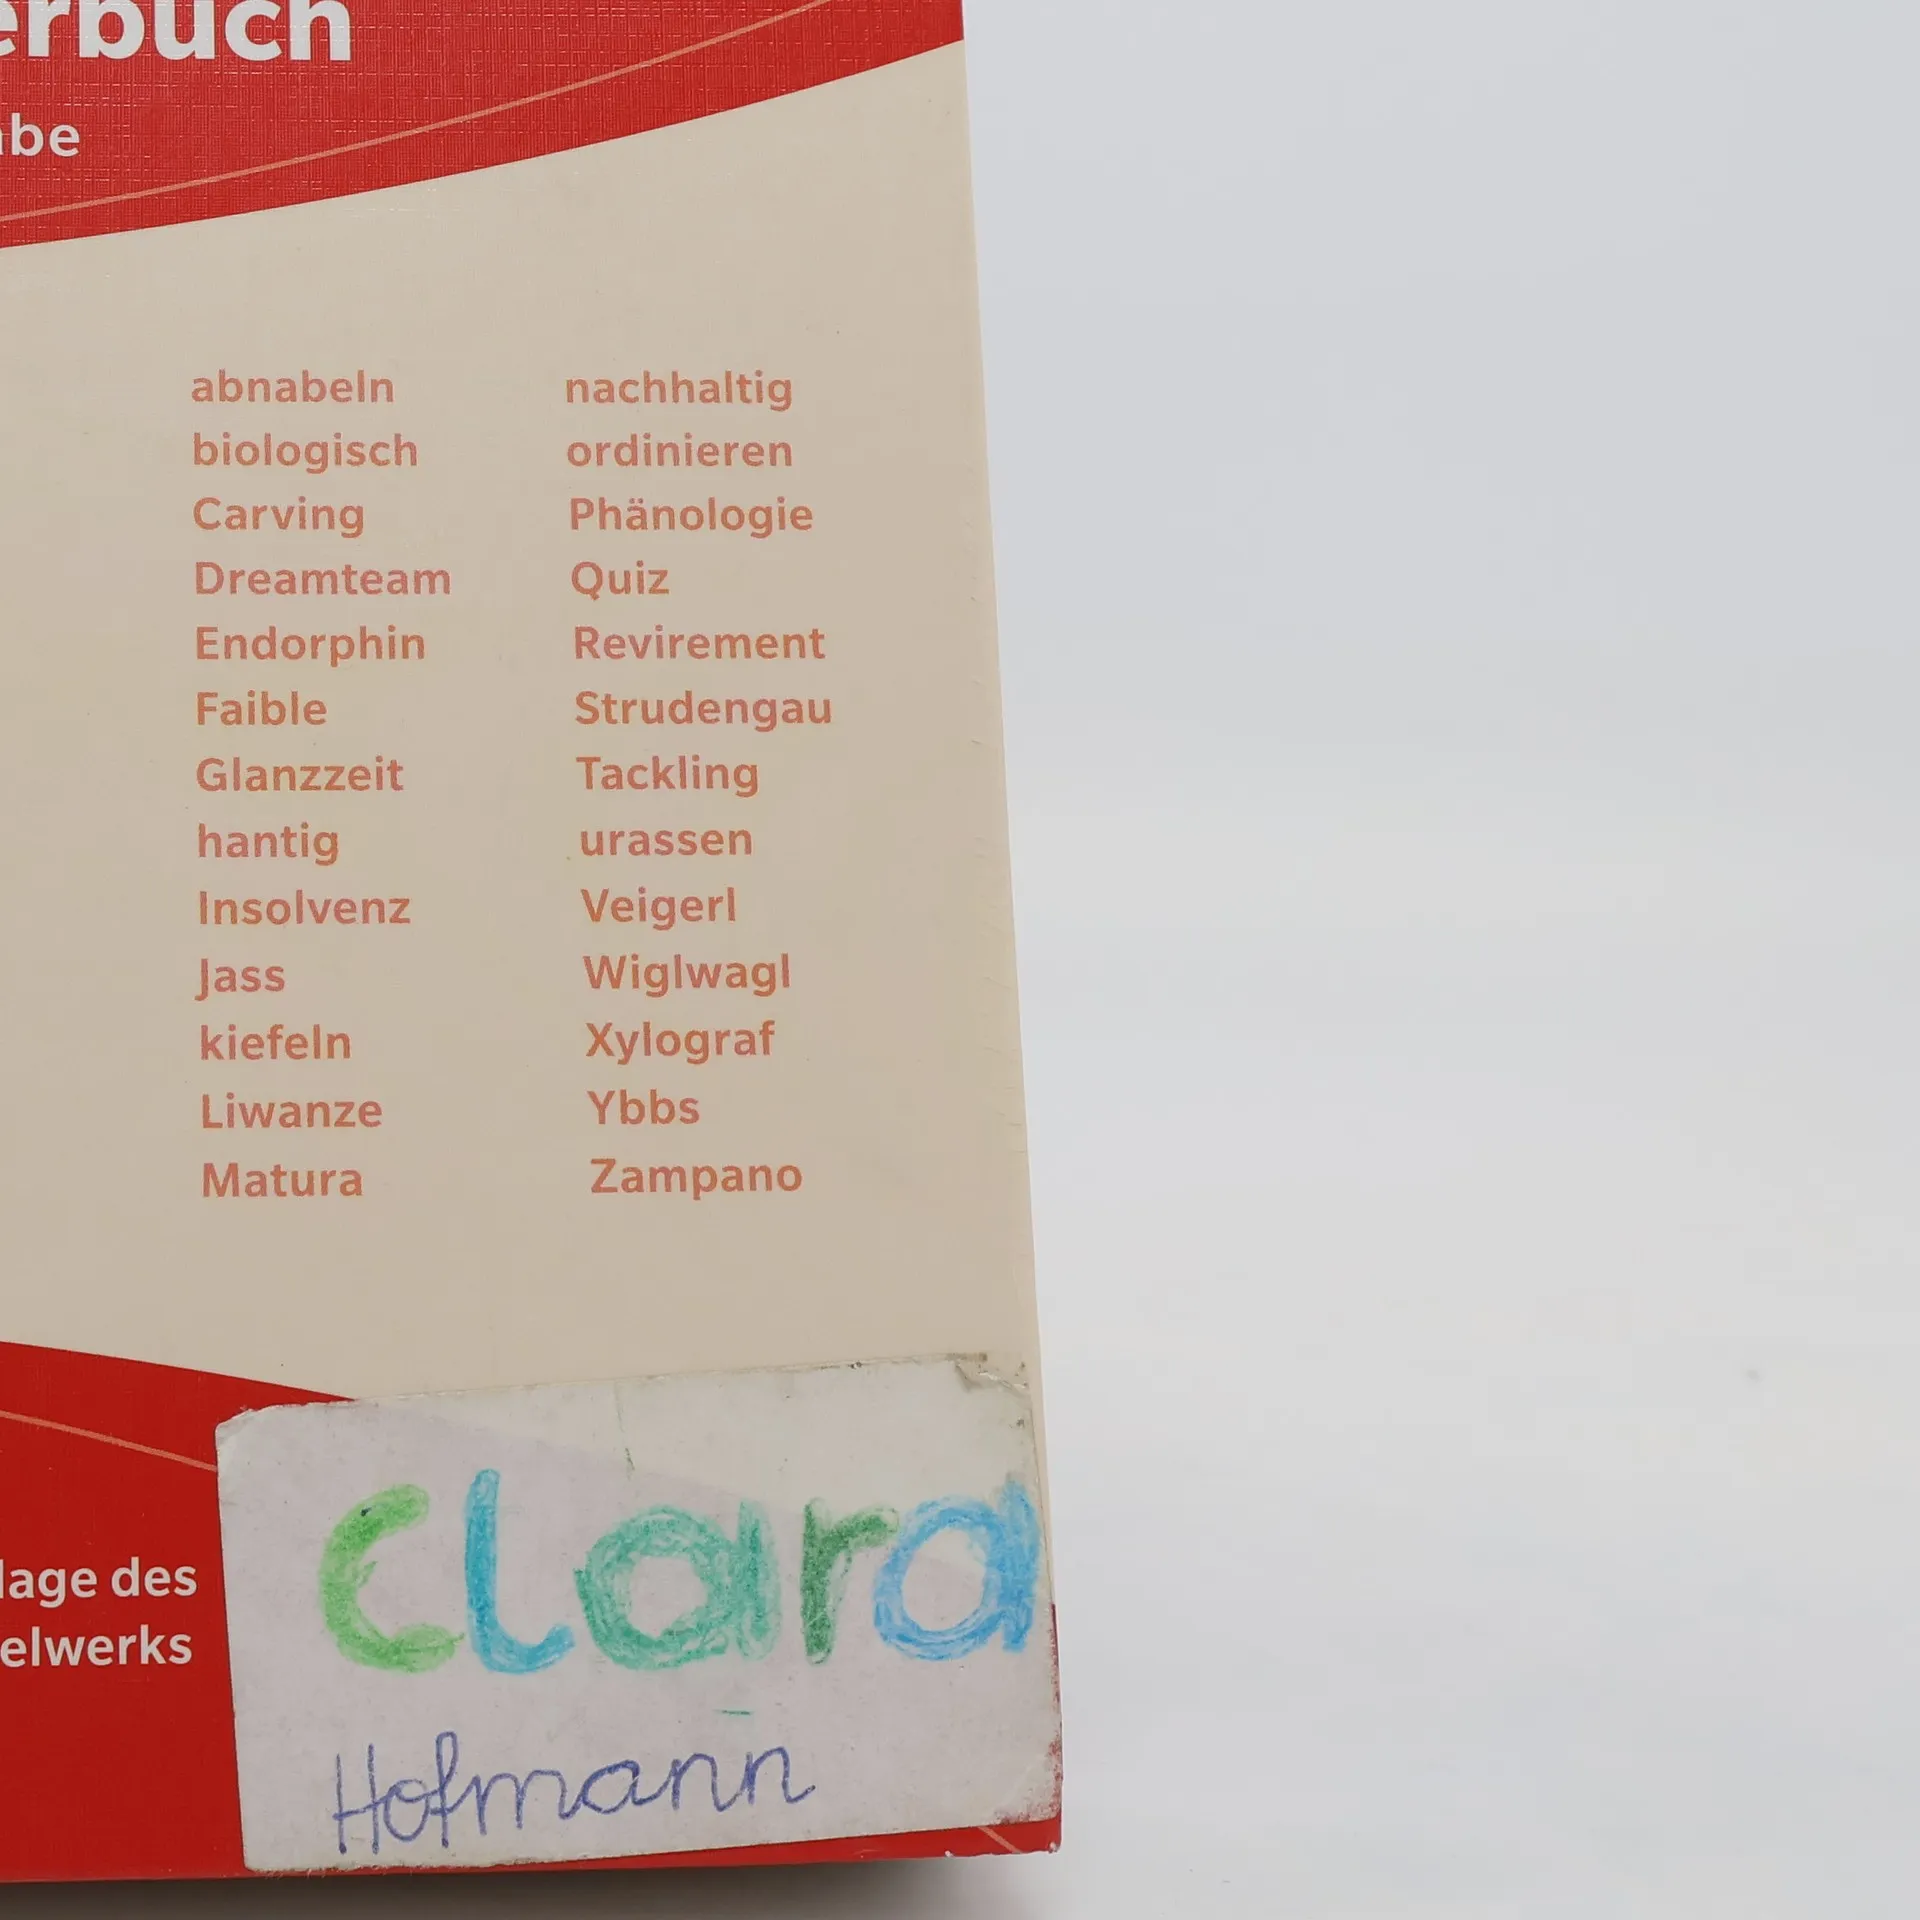 erbuch
abe
abnabeln
biologisch
Carving
Dreamteam
Endorphin
Faible
Glanzzeit
hantig
Insolvenz
Jass
kiefeln
Liwanze
Matura
nachhaltig
ordinieren
Phänologie
Quiz
Revirement
Strudengau
Tackling
urassen
Veigerl
Wiglwagl
Xylograf
Ybbs
Zampano
lage des
elwerks
Clara
Hofmann